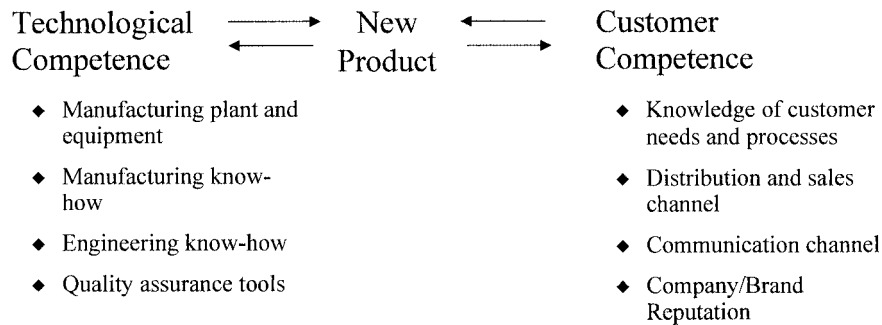 Technological
Competence
New
Product
Customer
Competence
◆ Manufacturing plant and
equipment
◆ Manufacturing know-
how
◆ Engineering know-how
◆ Quality assurance tools
◆ Knowledge of customer
needs and processes
◆ Distribution and sales
channel
◆ Communication channel
◆ Company/Brand
Reputation